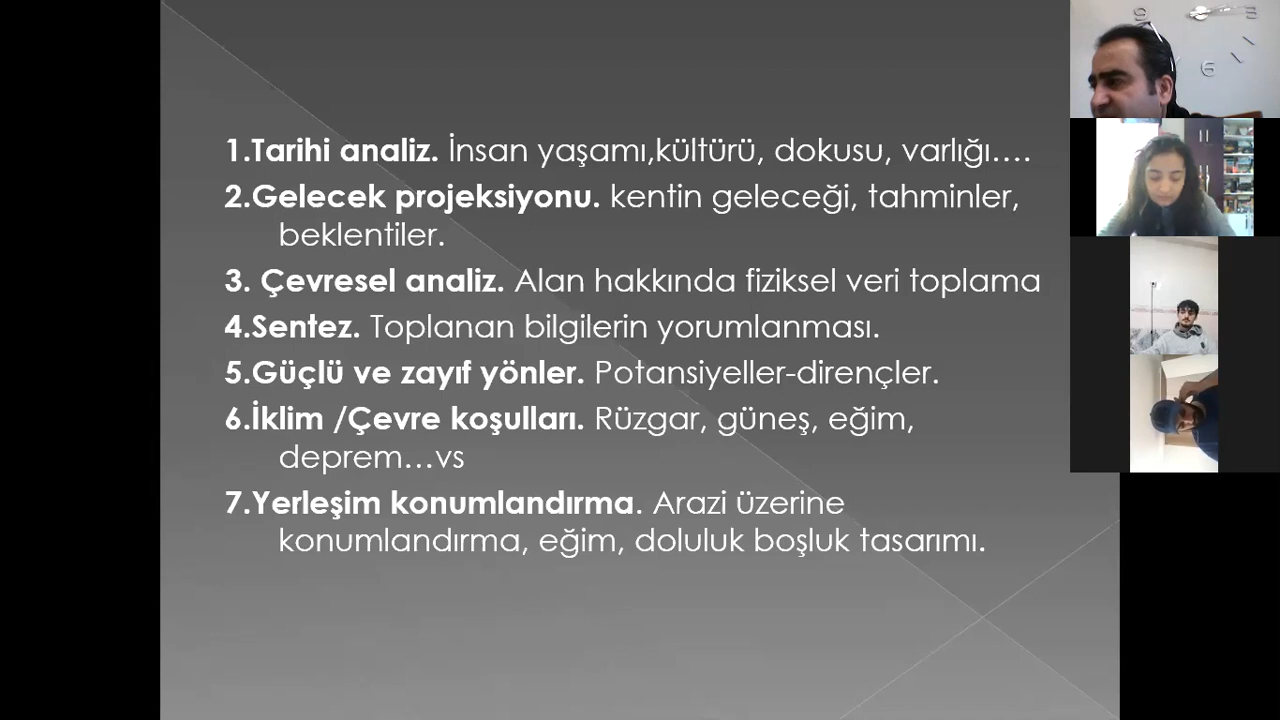 1.Tarihi analiz. İnsan yaşamı,kültürü, dokusu, varlığı....
2.Gelecek projeksiyonu. kentin geleceği, tahminler,
beklentiler.
3. Çevresel analiz. Alan hakkında fiziksel veri toplama
4.Sentez. Toplanan bilgilerin yorumlanması.
5.Güçlü ve zayıf yönler. Potansiyeller-dirençler.
6.İklim /Çevre koşulları. Rüzgar, güneş, eğim,
deprem...vs
7.Yerleşim konumlandırma. Arazi üzerine
konumlandırma, eğim, doluluk boşluk tasarımı.